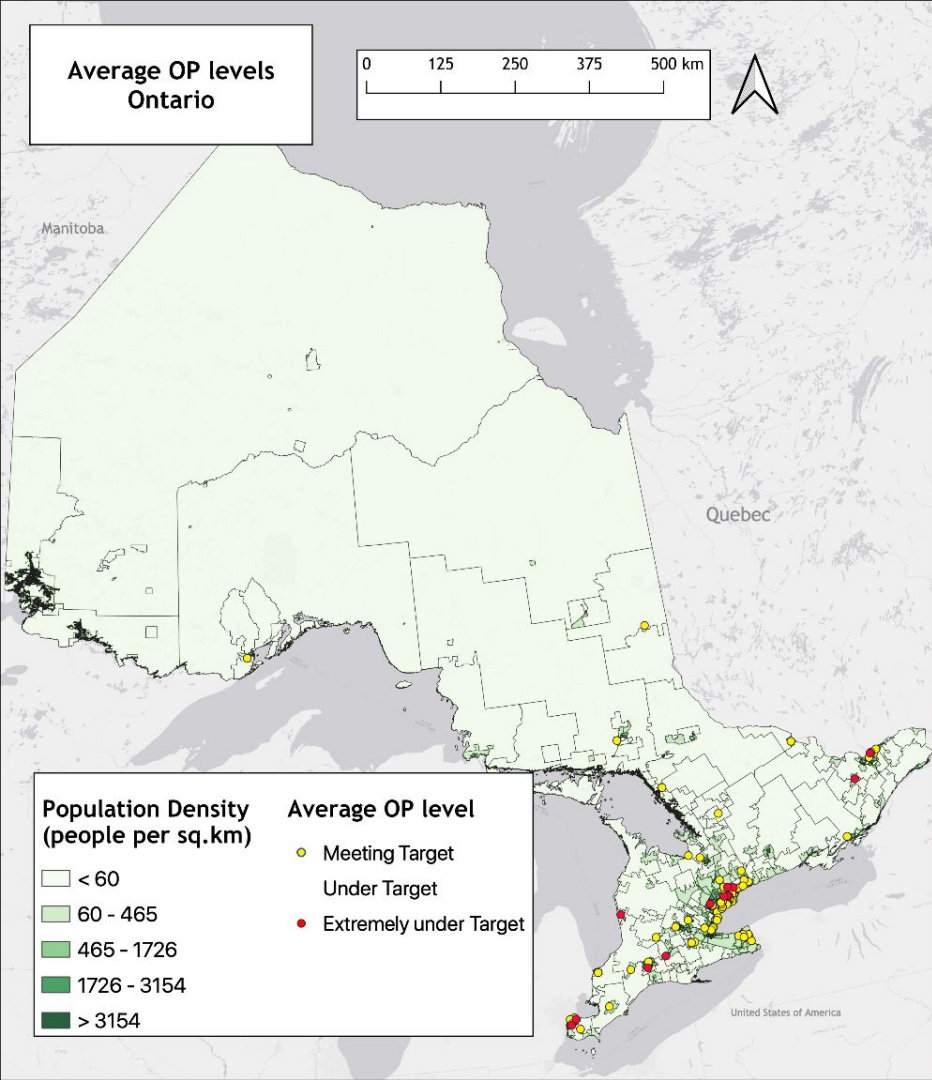 Average OP levels
Ontario
0 125 250 375 500 km
Manitoba
Quebec
Population Density
(people per sq.km)
< 60
60 - 465
465 - 1726
1726 - 3154
> 3154
Average OP level
Meeting Target
Under Target
Extremely under Target
United States of America